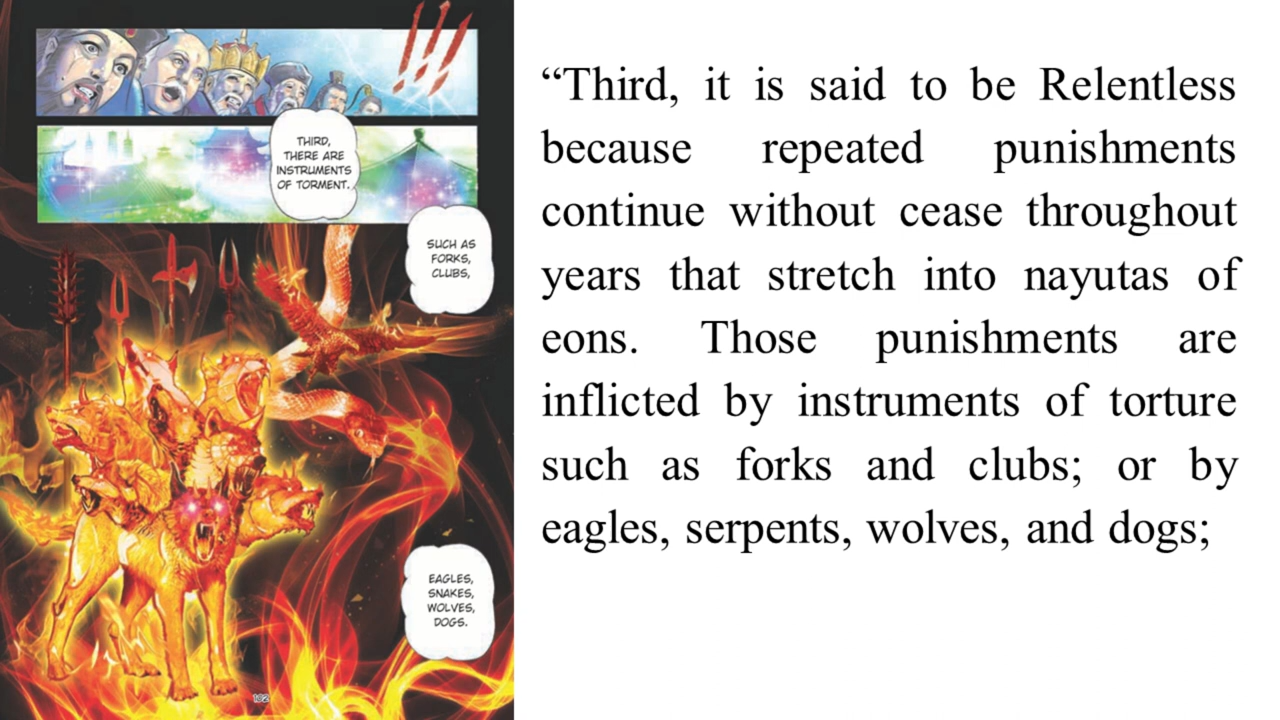 THIRD,
THERE ARE
INSTRUMENTS
OF TORMENT.
SUCH AS
FORKS,
CLUBS,
EAGLES,
SNAKES,
WOLVES,
DOGS.
102
“Third, it is said to be Relentless
because repeated punishments
continue without cease throughout
years that stretch into nayutas of
eons. Those punishments are
inflicted by instruments of torture
such as forks and clubs; or by
eagles, serpents, wolves, and dogs;